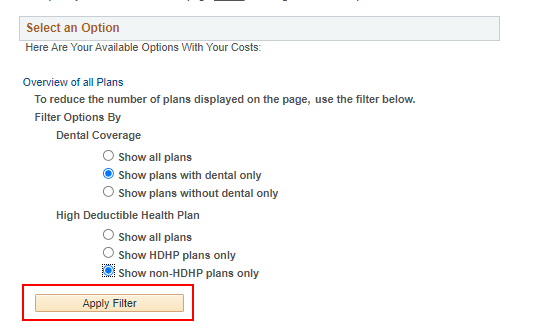 Select an Option
Here Are Your Available Options With Your Costs:
Overview of all Plans
To reduce the number of plans displayed on the page, use the filter below.
Filter Options By
Dental Coverage
Show all plans
Show plans with dental only
Show plans without dental only
High Deductible Health Plan
Show all plans
Show HDHP plans only
Show non-HDHP plans only
Apply Filter